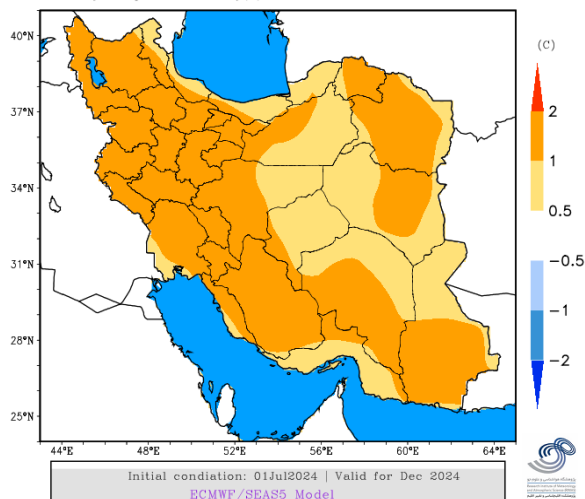 41°N
(C)
37°N
2
1
34°N
0.5
31°N
−0.5
28°N
−1
−2
25°N
44°E 48°E 52°E 56°E 60°E 64°E
Initial condiation: 01Jul2024 | Valid for Dec 2024
ECMWF/SEAS5 Model